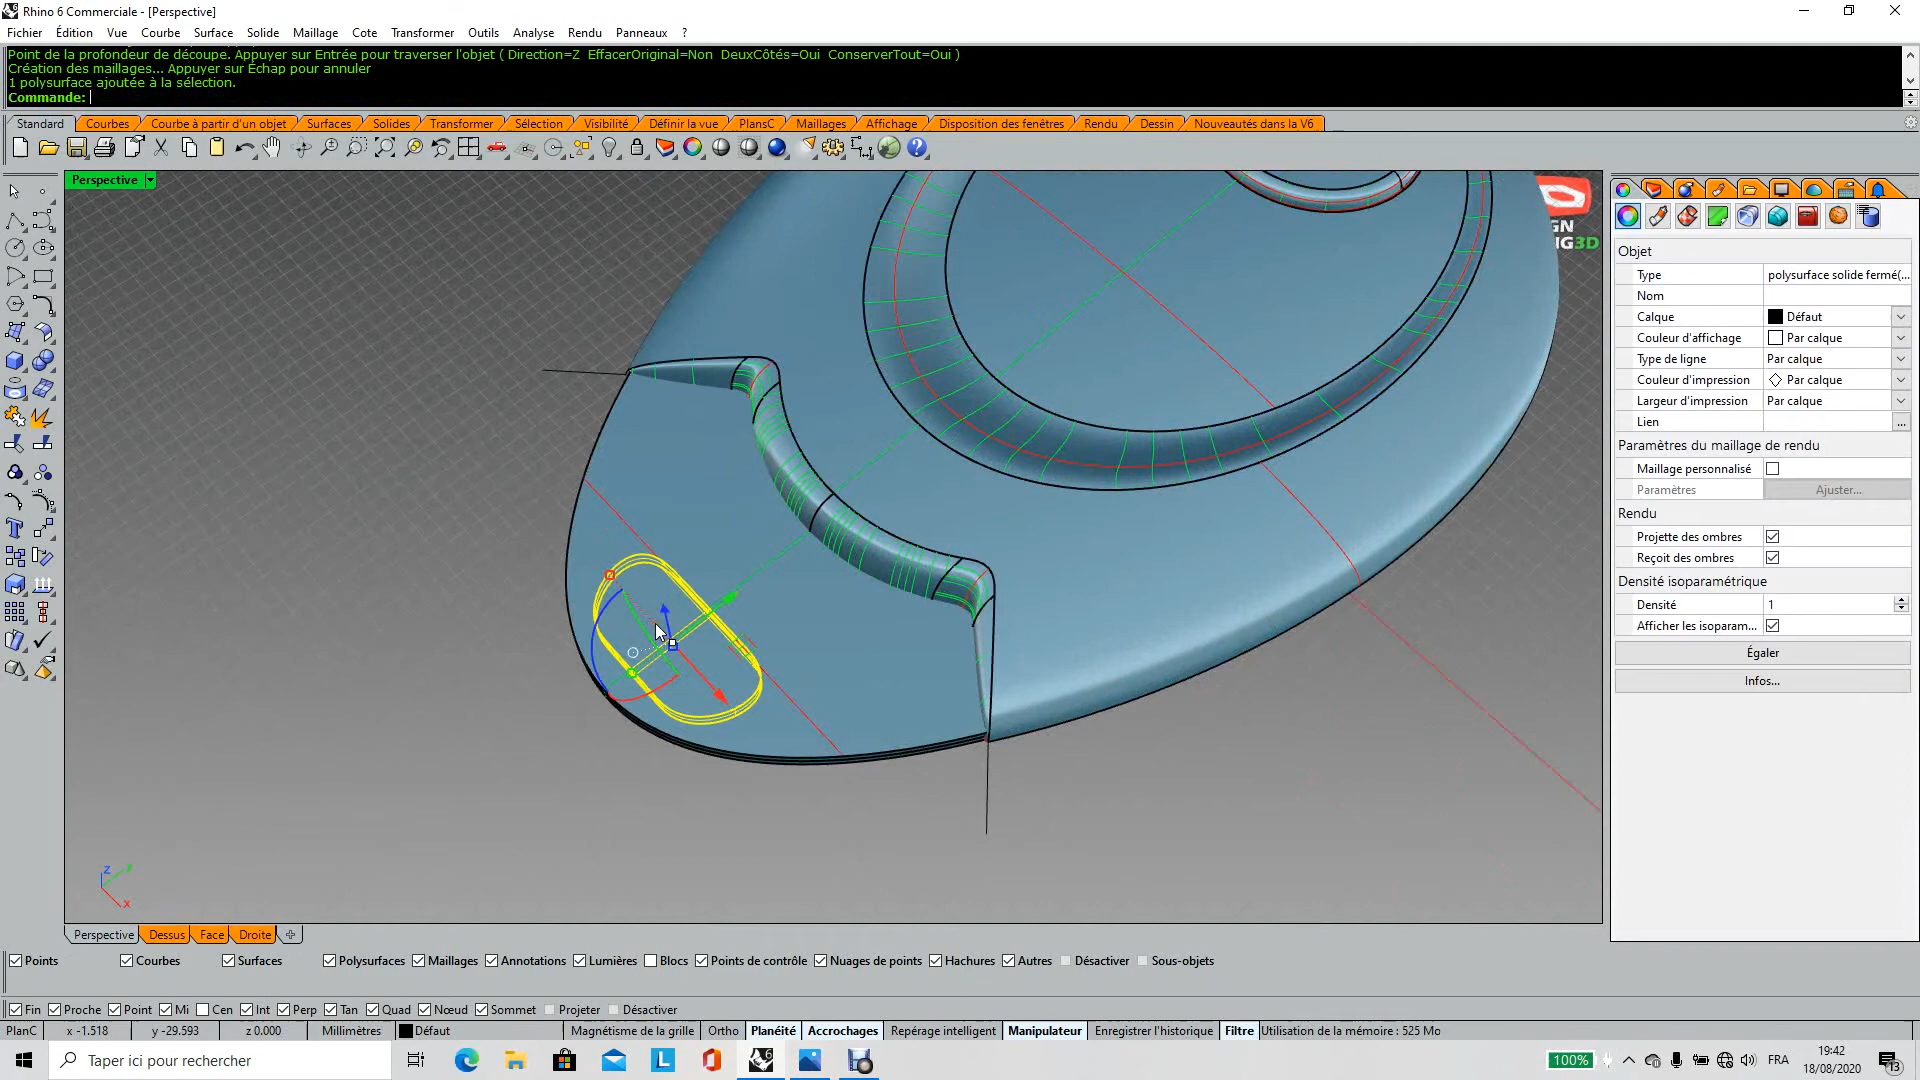 Rhino 6 Commerciale - [Perspective]
Fichier Édition Vue Courbe Surface Solide Maillage Cote Transformer Outils Analyse Rendu Panneaux ?
Point de la profondeur de découpe. Appuyer sur Entrée pour traverser l'objet ( Direction=Z EffacerOriginal=Non DeuxCôtés=Oui ConserverTout=Oui )
Création des maillages... Appuyer sur Échap pour annuler
1 polysurface ajoutée à la sélection.
Commande:
Standard Courbes Courbe à partir d'un objet Surfaces Solides Transformer Sélection Visibilité Définir la vue PlansC Maillages Affichage Disposition des fenêtres Rendu Dessin Nouveautés dans la V6
Perspective
GN
NG3D
Objet
Type polysurface solide fermé(...
Nom
Calque Défaut
Couleur d'affichage Par calque
Type de ligne Par calque
Couleur d'impression Par calque
Largeur d'impression Par calque
Lien ...
Paramètres du maillage de rendu
Maillage personnalisé
Paramètres Ajuster...
Rendu
Projette des ombres
Reçoit des ombres
Densité isoparamétrique
Densité 1
Afficher les isoparam...
Égaler
Infos...
z y
x
Perspective Dessus Face Droite
Points Courbes Surfaces Polysurfaces Maillages Annotations Lumières Blocs Points de contrôle Nuages de points Hachures Autres Désactiver Sous-objets
Fin Proche Point Mi Cen Int Perp Tan Quad Nœud Sommet Projeter Désactiver
PlanC x -1.518 y -29.593 z 0.000 Millimètres Défaut Magnétisme de la grille Ortho Planéité Accrochages Repérage intelligent Manipulateur Enregistrer l'historique Filtre Utilisation de la mémoire : 525 Mo
Taper ici pour rechercher
100% FRA 19:42
18/08/2020
13